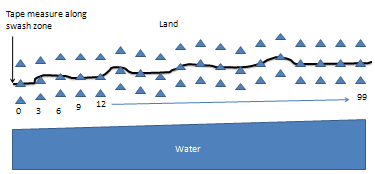 Tape measure along
swash zone
Land
0 3 6 9 12 99
Water